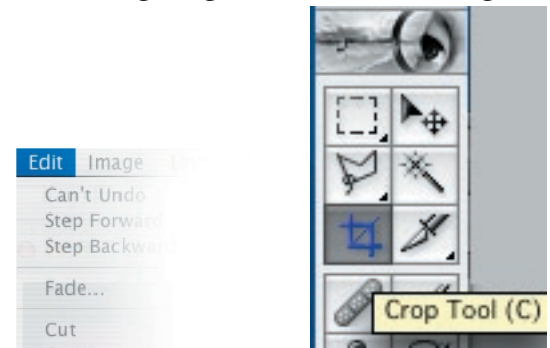 Edit Image
Can't Undo
Step Forward
Step Backward
Fade...
Cut
Crop Tool (C)